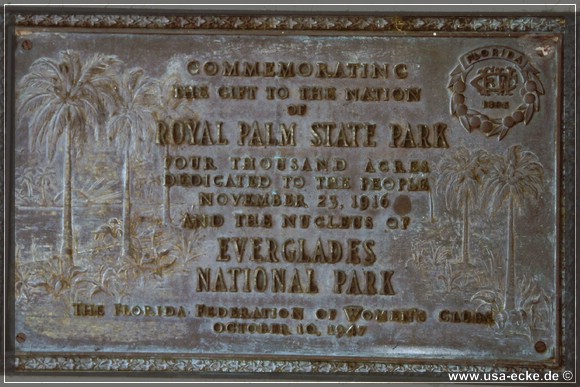 COMMEMORATING
THE GIFT TO THE NATION
OF
ROYAL PALM STATE PARK
FOUR THOUSAND ACRES
DEDICATED TO THE PEOPLE
NOVEMBER 23, 1916
AND THE NUCLEUS OF
EVERGLADES
NATIONAL PARK
THE FLORIDA FEDERATION OF WOMEN'S CLUBS
OCTOBER 10, 1947
FLORIDA
1895
www.usa-ecke.de ©